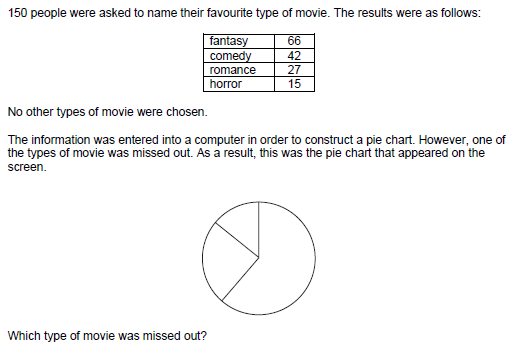 150 people were asked to name their favourite type of movie. The results were as follows:
fantasy 66
comedy 42
romance 27
horror 15
No other types of movie were chosen.
The information was entered into a computer in order to construct a pie chart. However, one of
the types of movie was missed out. As a result, this was the pie chart that appeared on the
screen.
Which type of movie was missed out?